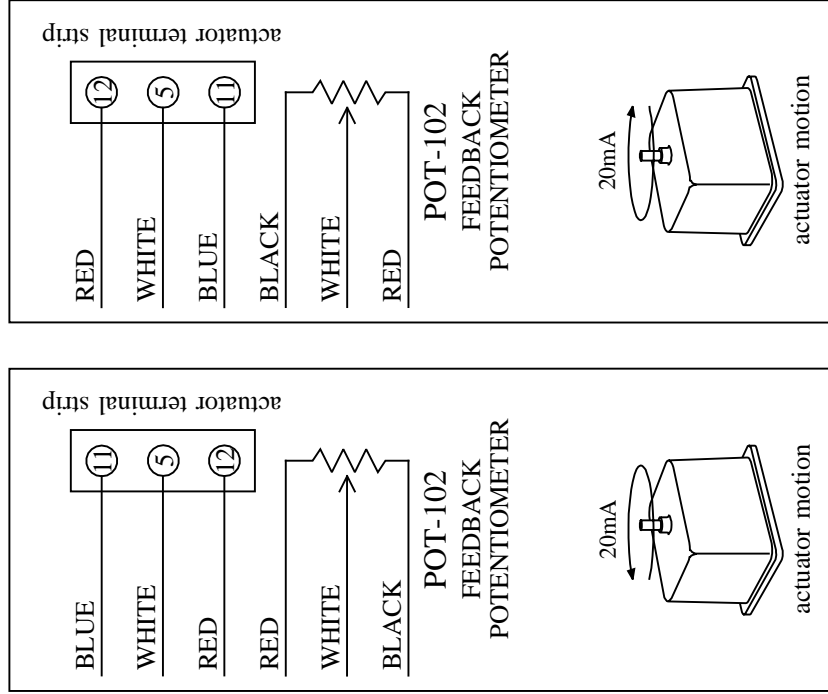 actuator terminal strip
12
5
11
RED
WHITE
BLUE
BLACK
WHITE
RED
POT-102
FEEDBACK
POTENTIOMETER
20mA
actuator motion
actuator terminal strip
11
5
12
BLUE
WHITE
RED
RED
WHITE
BLACK
POT-102
FEEDBACK
POTENTIOMETER
20mA
actuator motion